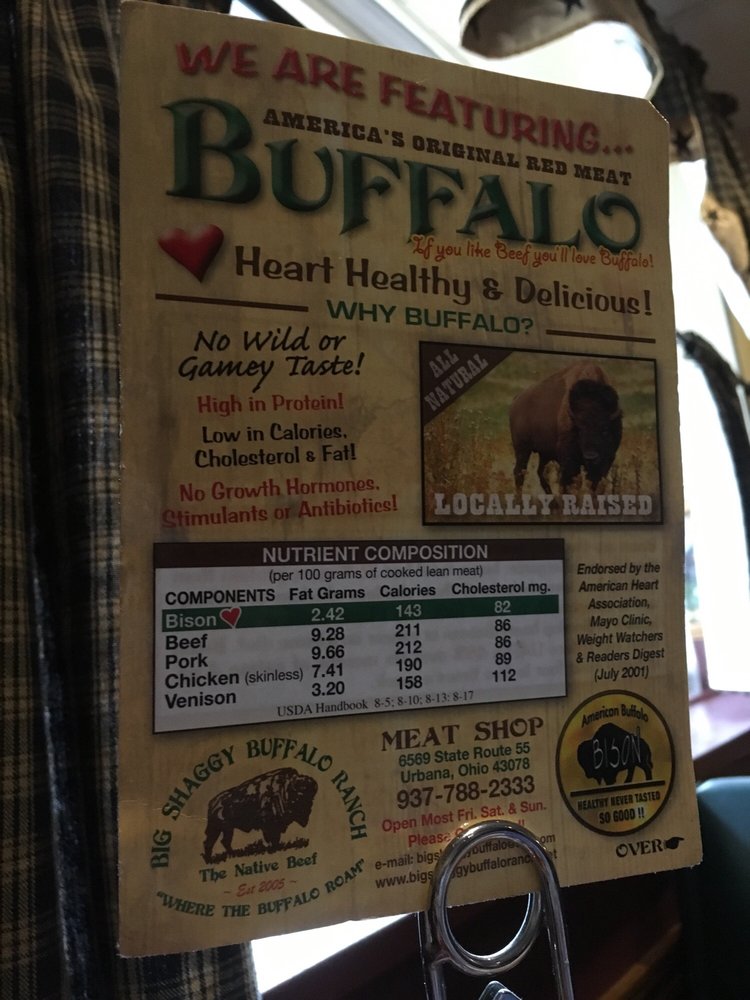 WE ARE FEATURING...
AMERICA'S ORIGINAL RED MEAT
BUFFALO
If you like Beef you'll love Buffalo!
Heart Healthy & Delicious!
WHY BUFFALO?
No Wild or
Gamey Taste!
High in Protein!
Low in Calories,
Cholesterol & Fat!
No Growth Hormones,
Stimulants or Antibiotics!
ALL
NATURAL
LOCALLY RAISED
NUTRIENT COMPOSITION
(per 100 grams of cooked lean meat)
COMPONENTS Fat Grams Calories Cholesterol mg.
Bison 2.42 143 82
Beef 9.28 211 86
Pork 9.66 212 86
Chicken (skinless) 7.41 190 89
Venison 3.20 158 112
USDA Handbook 8-5; 8-10; 8-13; 8-17
Endorsed by the
American Heart
Association,
Mayo Clinic,
Weight Watchers
& Readers Digest
(July 2001)
BIG SHAGGY BUFFALO RANCH
The Native Beef
~ Est 2005 ~
"WHERE THE BUFFALO ROAM"
MEAT SHOP
6569 State Route 55
Urbana, Ohio 43078
937-788-2333
Open Most Fri. Sat. & Sun.
Please
e-mail:
American Buffalo
BISON
HEALTHY NEVER TASTED
SO GOOD !!
OVER